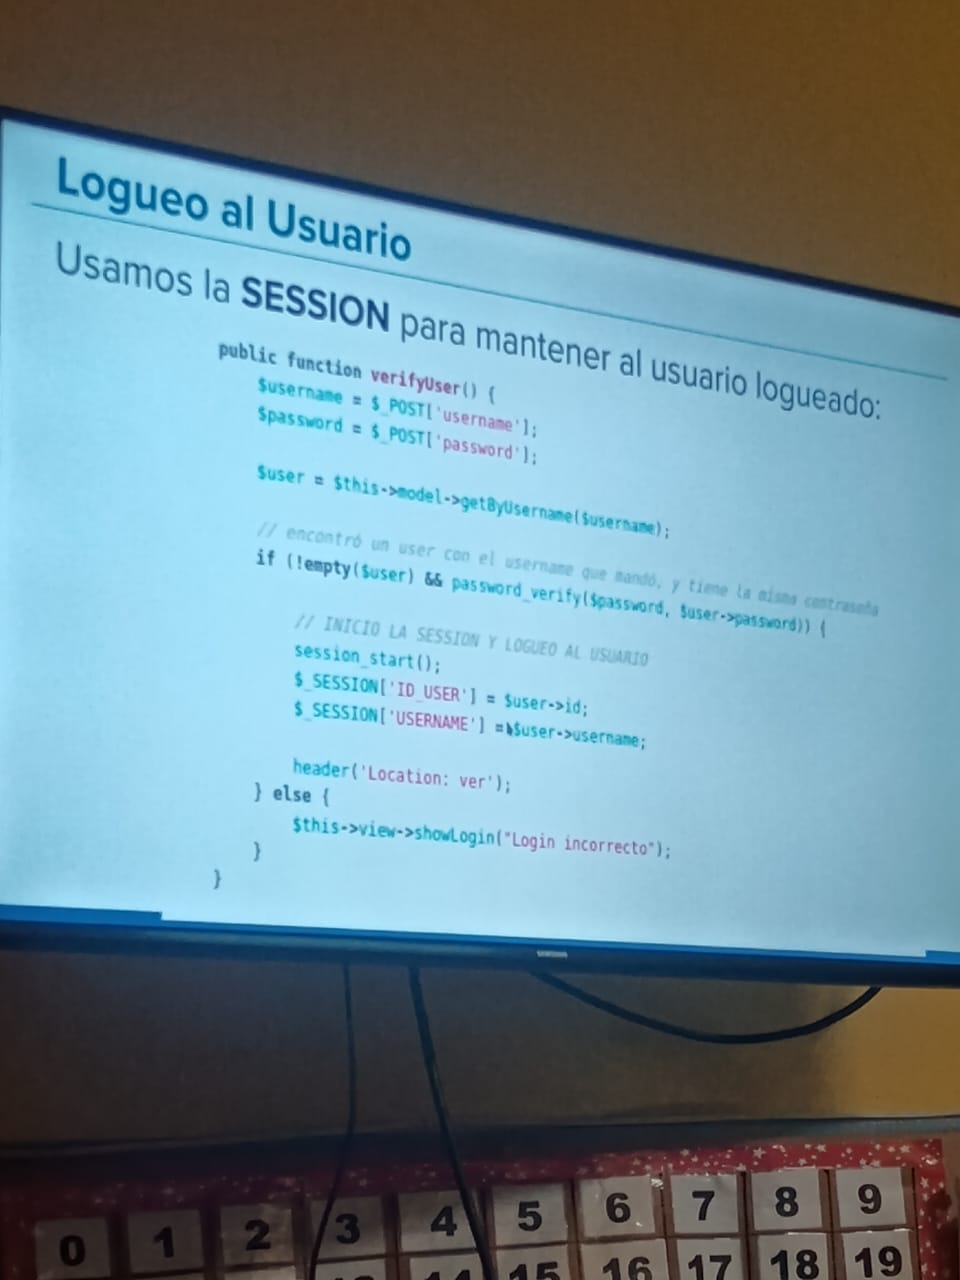 Logueo al Usuario
Usamos la SESSION para mantener al usuario logueado:
public function verifyUser() {
$username = $_POST['username'];
$password = $_POST['password'];
$user = $this->model->getByUsername($username);
// encontró un user con el username que mandó, y tiene la misma contraseña
if (!empty($user) && password_verify($password, $user->password)) {
// INICIO LA SESSION Y LOGUEO AL USUARIO
session_start();
$_SESSION['ID_USER'] = $user->id;
$_SESSION['USERNAME'] = $user->username;
header('Location: ver');
} else {
$this->view->showLogin("Login incorrecto");
}
}
0 1 2 3 4 5 6 7 8 9
15 16 17 18 19